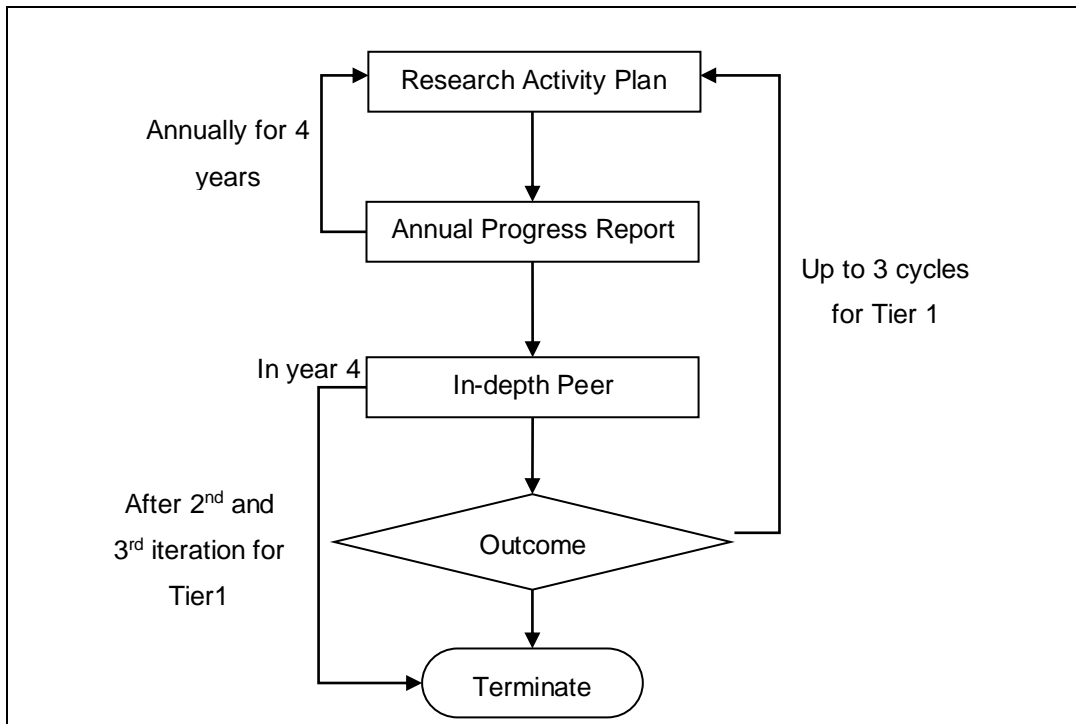 Research Activity Plan
Annually for 4
years
Annual Progress Report
Up to 3 cycles
for Tier 1
In year 4
In-depth Peer
After 2nd and
3rd iteration for
Tier1
Outcome
Terminate